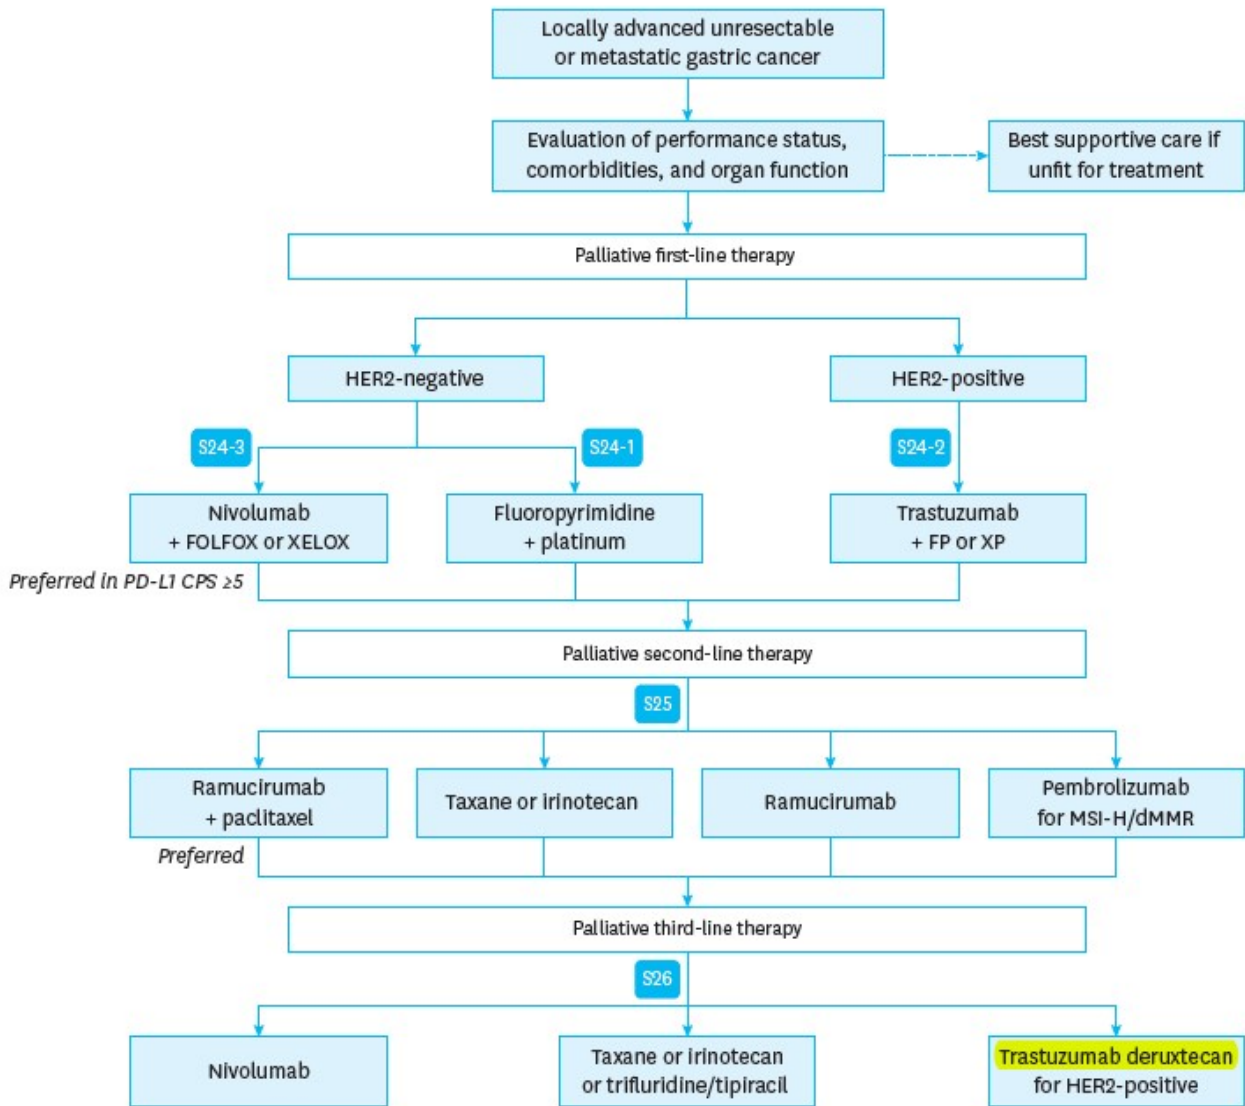 Locally advanced unresectable
or metastatic gastric cancer
Evaluation of performance status,
comorbidities, and organ function
Best supportive care if
unfit for treatment
Palliative first-line therapy
HER2-negative
HER2-positive
S24-3
S24-1
S24-2
Nivolumab
+ FOLFOX or XELOX
Fluoropyrimidine
+ platinum
Trastuzumab
+ FP or XP
Preferred in PD-L1 CPS ≥5
Palliative second-line therapy
S25
Ramucirumab
+ paclitaxel
Taxane or irinotecan
Ramucirumab
Pembrolizumab
for MSI-H/dMMR
Preferred
Palliative third-line therapy
S26
Nivolumab
Taxane or irinotecan
or trifluridine/tipiracil
Trastuzumab deruxtecan
for HER2-positive